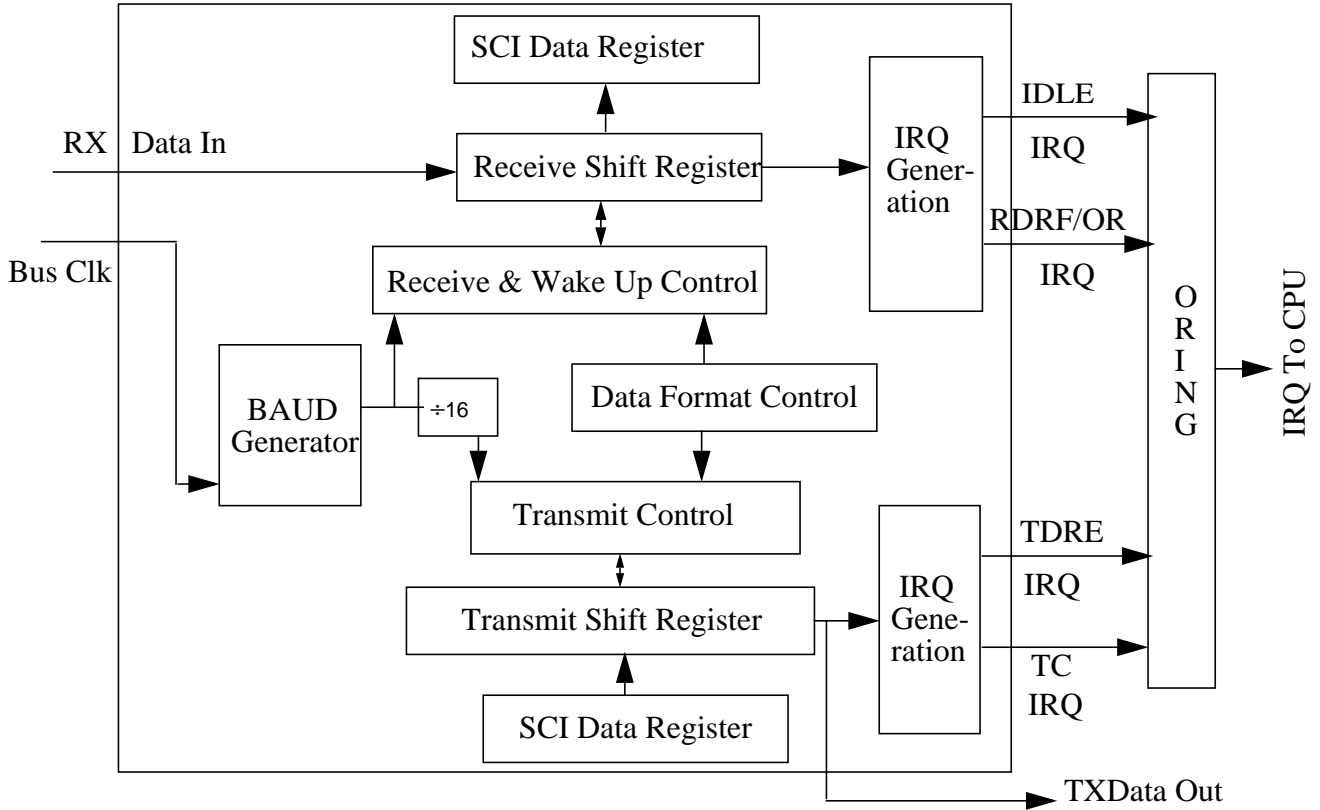 SCI Data Register
IRQ
Gener-
ation
IDLE
IRQ
RX
Data In
Receive Shift Register
RDRF/OR
IRQ
Bus Clk
Receive & Wake Up Control
O
R
I
N
G
IRQ To CPU
BAUD
Generator
÷16
Data Format Control
Transmit Control
IRQ
Gene-
ration
TDRE
IRQ
Transmit Shift Register
TC
IRQ
SCI Data Register
TXData Out